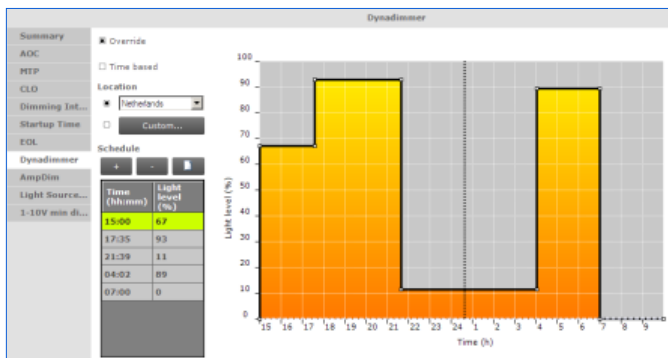 Dynadimmer
Summary
AOC
MTP
CLO
Dimming Int...
Startup Time
EOL
Dynadimmer
AmpDim
Light Source...
1-10V min di...
Override
Time based
Location
Netherlands
Custom...
Schedule
+ -
Time (hh:mm) Light level (%)
15:00 67
17:35 93
21:39 11
04:02 89
07:00 0
Light level (%)
100
90
80
70
60
50
40
30
20
10
0
15 16 17 18 19 20 21 22 23 24 1 2 3 4 5 6 7 8 9
Time (h)